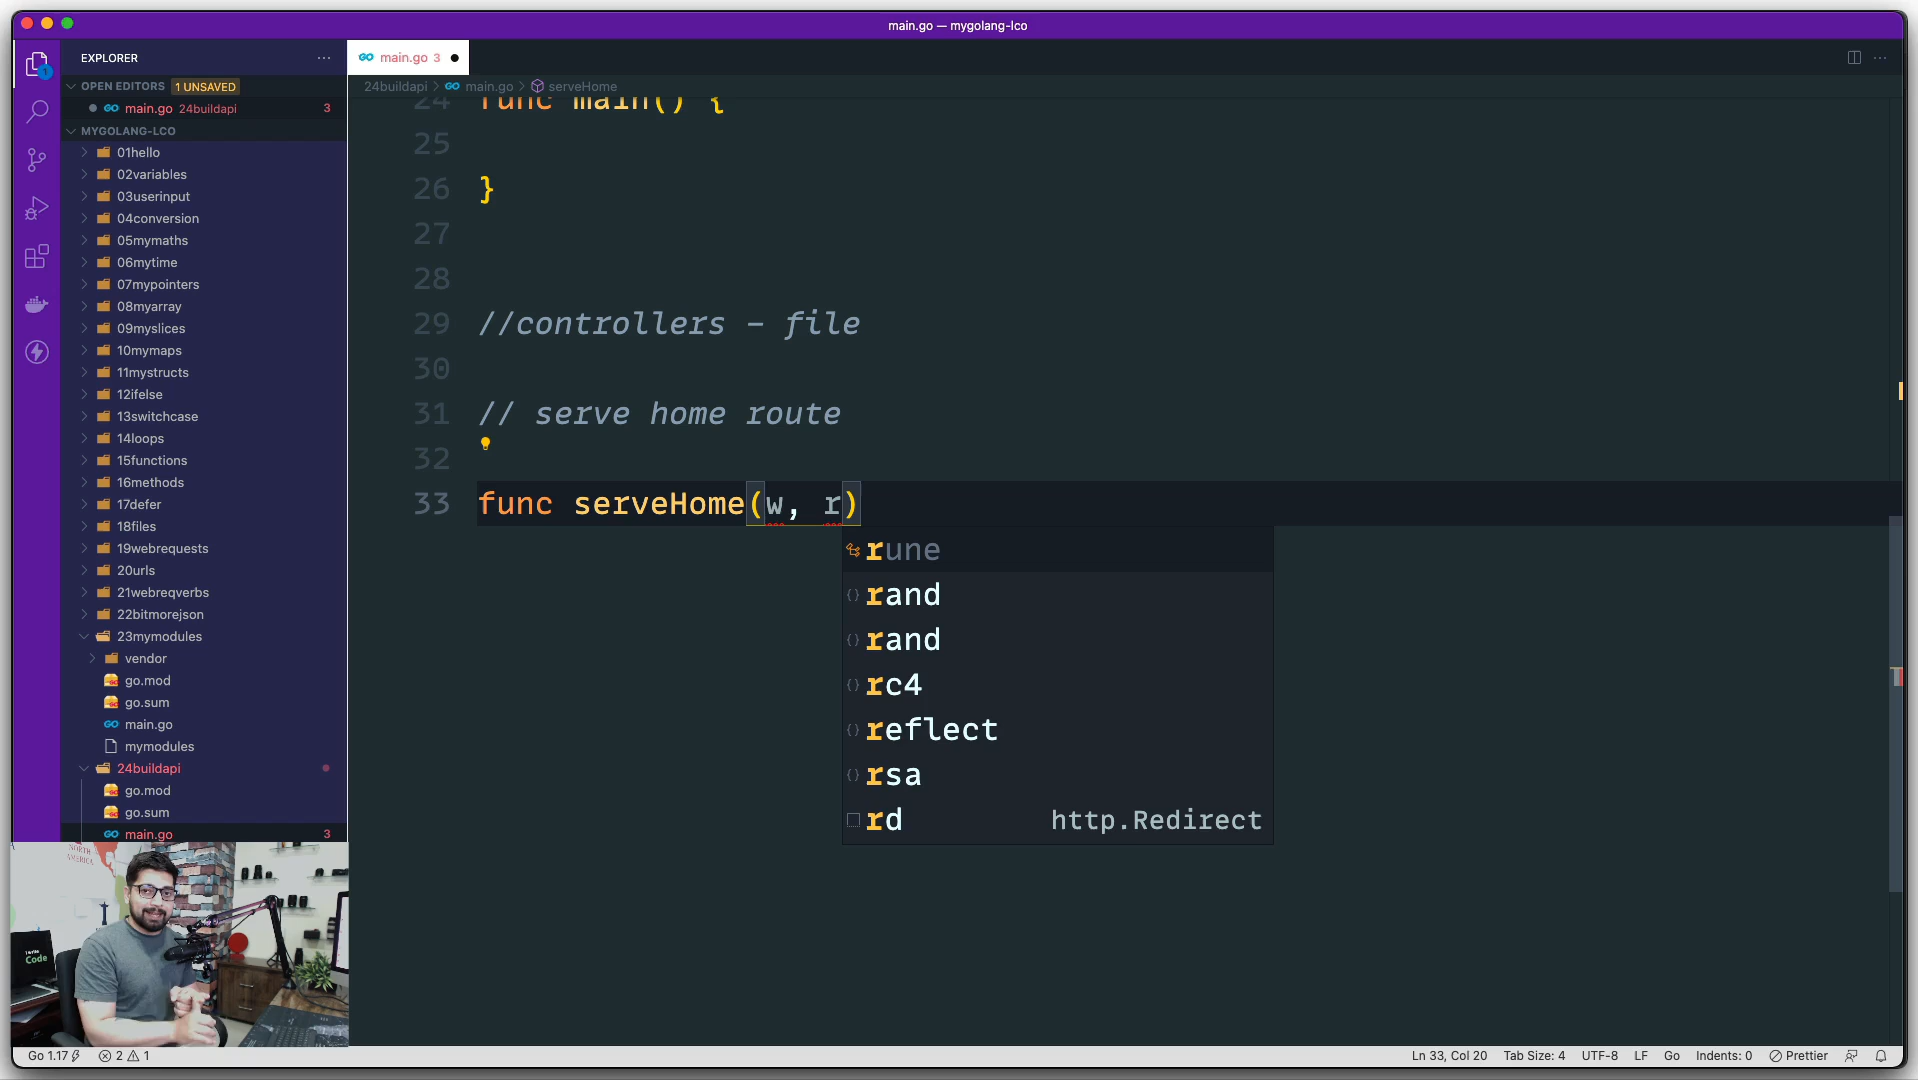 main.go — mygolang-lco
EXPLORER
main.go 3
OPEN EDITORS 1 UNSAVED
24buildapi > main.go > serveHome
main.go 24buildapi 3
MYGOLANG-LCO
01hello
02variables
03userinput
04conversion
05mymaths
06mytime
07mypointers
08myarray
09myslices
10mymaps
11mystructs
12ifelse
13switchcase
14loops
15functions
16methods
17defer
18files
19webrequests
20urls
21webreqverbs
22bitmorejson
23mymodules
vendor
go.mod
go.sum
main.go
mymodules
24buildapi
go.mod
go.sum
main.go 3
24 func main() {
25
26 }
27
28
29 //controllers - file
30
31 // serve home route
32
33 func serveHome(w, r)
rune
rand
rand
rc4
reflect
rsa
rd http.Redirect
NORTH AMERICA
Code
Go 1.17 2 1
Ln 33, Col 20 Tab Size: 4 UTF-8 LF Go Indents: 0 Prettier